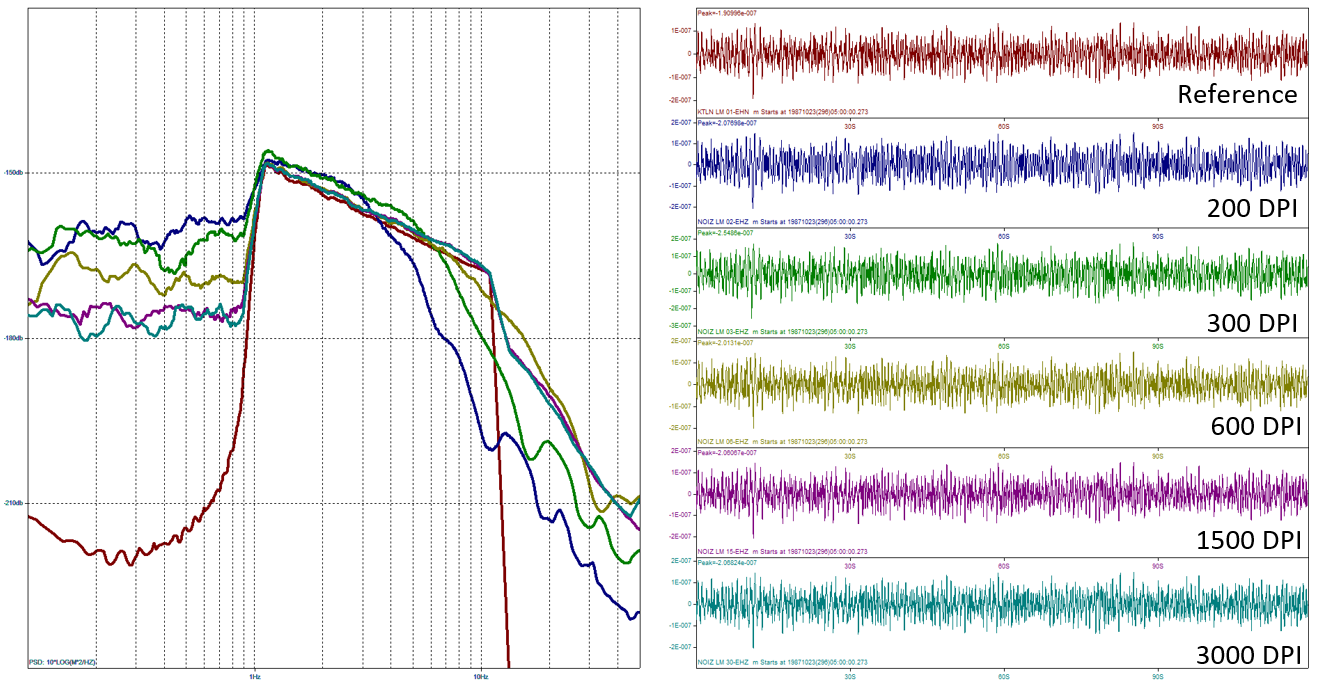 -150db
-180db
-210db
PSD: 10*LOG(M*2/HZ)
1Hz
10Hz
Peak=-1.90996e-007
1E-007
0
-1E-007
-2E-007
Reference
KTLN LM 01-EHN m Starts at 19871023(296)05:00:00.273
30S
60S
90S
2E-007
Peak=-2.07698e-007
1E-007
0
-1E-007
-2E-007
200 DPI
NOIZ LM 02-EHZ m Starts at 19871023(296)05:00:00.273
30S
60S
90S
2E-007
Peak=-2.5486e-007
1E-007
0
-1E-007
-2E-007
-3E-007
300 DPI
NOIZ LM 03-EHZ m Starts at 19871023(296)05:00:00.273
30S
60S
90S
2E-007
Peak=-2.0131e-007
1E-007
0
-1E-007
-2E-007
600 DPI
NOIZ LM 06-EHZ m Starts at 19871023(296)05:00:00.273
30S
60S
90S
2E-007
Peak=-2.06067e-007
1E-007
0
-1E-007
-2E-007
1500 DPI
NOIZ LM 15-EHZ m Starts at 19871023(296)05:00:00.273
30S
60S
90S
2E-007
Peak=-2.06824e-007
1E-007
0
-1E-007
-2E-007
3000 DPI
NOIZ LM 30-EHZ m Starts at 19871023(296)05:00:00.273
30S
60S
90S